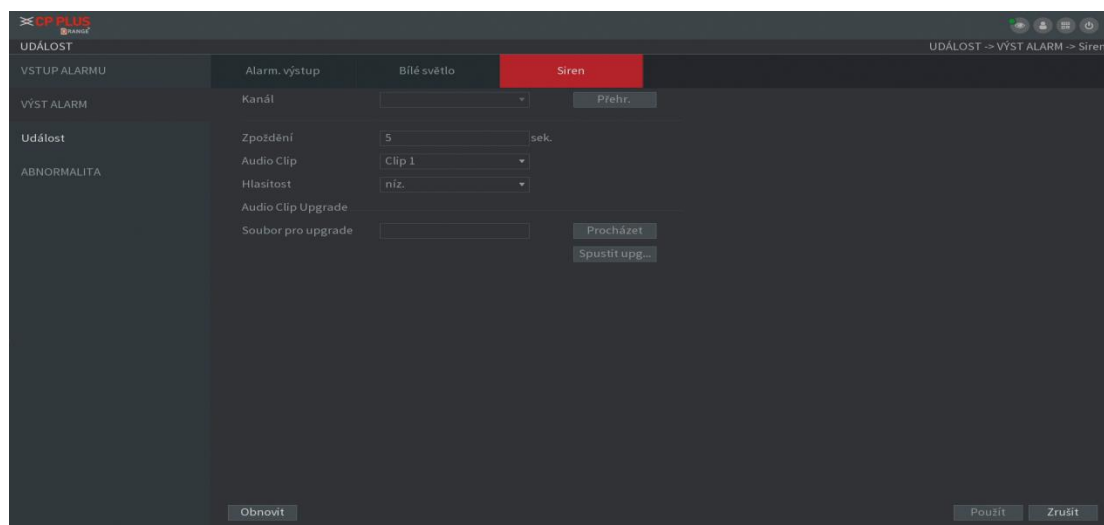 CP PLUS
ORANGE
UDÁLOST
UDÁLOST -> VÝST ALARM -> Siren
VSTUP ALARMU
VÝST ALARM
Událost
ABNORMALITA
Alarm. výstup
Bílé světlo
Siren
Kanál
Přehr.
Zpoždění
5
sek.
Audio Clip
Clip 1
Hlasitost
níz.
Audio Clip Upgrade
Soubor pro upgrade
Procházet
Spustit upg...
Obnovit
Použít
Zrušit